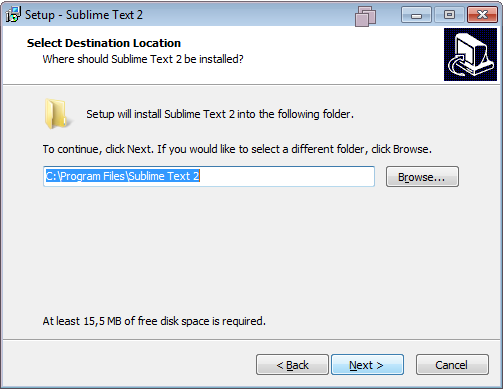 Setup - Sublime Text 2
Select Destination Location
Where should Sublime Text 2 be installed?
Setup will install Sublime Text 2 into the following folder.
To continue, click Next. If you would like to select a different folder, click Browse.
C:\Program Files\Sublime Text 2
Browse...
At least 15,5 MB of free disk space is required.
< Back
Next >
Cancel